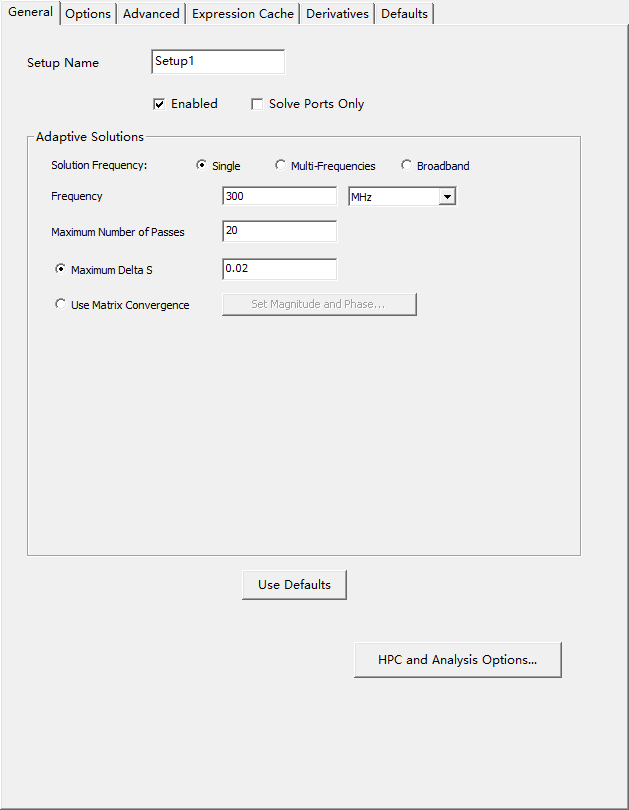 General Options Advanced Expression Cache Derivatives Defaults
Setup Name Setup1
Enabled Solve Ports Only
Adaptive Solutions
Solution Frequency: Single Multi-Frequencies Broadband
Frequency 300 MHz
Maximum Number of Passes 20
Maximum Delta S 0.02
Use Matrix Convergence Set Magnitude and Phase...
Use Defaults
HPC and Analysis Options...